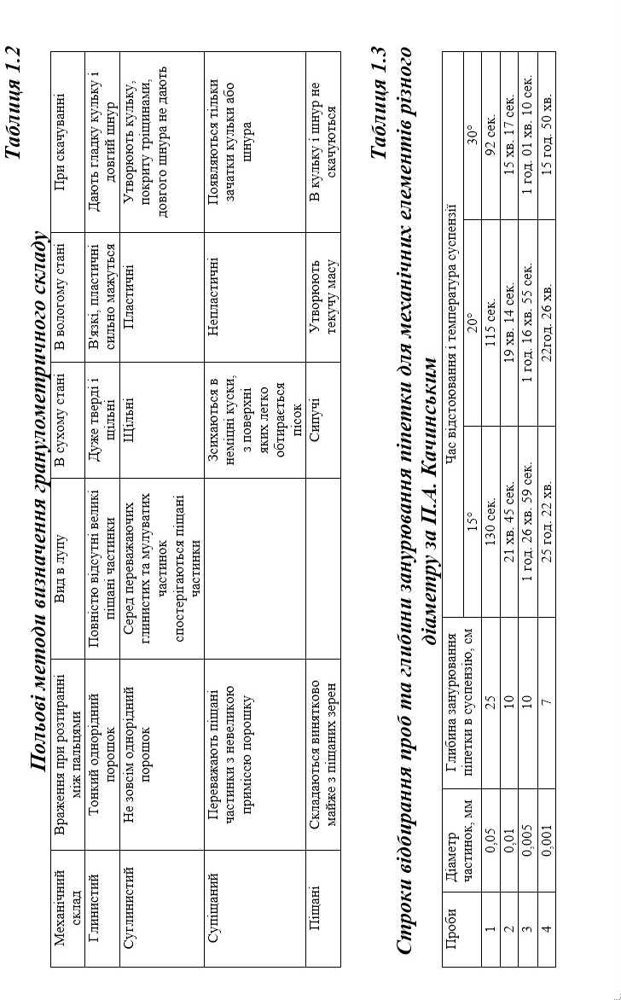 Таблиця 1.2
Польові методи визначення гранулометричного складу
Механічний
склад
Враження при розтиранні
між пальцями
Вид в лупу
В сухому стані
В вологому стані
При скачуванні
Глинистий
Тонкий однорідний
порошок
Повністю відсутні великі
піщані частинки
Дуже тверді і
щільні
В'язкі, пластичні
сильно мажуться
Дають гладку кульку і
довгий шнур
Суглинистий
Не зовсім однорідний
порошок
Серед переважаючих
глинистих та мулуватих
частинок
спостерігаються піщані
частинки
Щільні
Пластичні
Утворюють кульку,
покриту тріщинами,
довгого шнура не дають
Супіщаний
Переважають піщані
частинки з невеликою
приміссю порошку
Зсихаються в
неміцні куски,
з поверхні
яких легко
обтирається
пісок
Непластичні
Появляються тільки
зачатки кульки або
шнура
Піщані
Складаються винятково
майже з піщаних зерен
Сипучі
Утворюють
текучу масу
В кульку і шнур не
скачуються
Таблиця 1.3
Строки відбирання проб та глибини занурювання піпетки для механічних елементів різного
діаметру за П.А. Качинським
Проби
Діаметр
частинок, мм
Глибина занурювання
піпетки в суспензію, см
Час відстоювання і температура суспензії
15° 20° 30°
1 0,05 25 130 сек. 115 сек. 92 сек.
2 0,01 10 21 хв. 45 сек. 19 хв. 14 сек. 15 хв. 17 сек.
3 0,005 10 1 год. 26 хв. 59 сек. 1 год. 16 хв. 55 сек. 1 год. 01 хв. 10 сек.
4 0,001 7 25 год. 22 хв. 22год. 26 хв. 15 год. 50 хв.